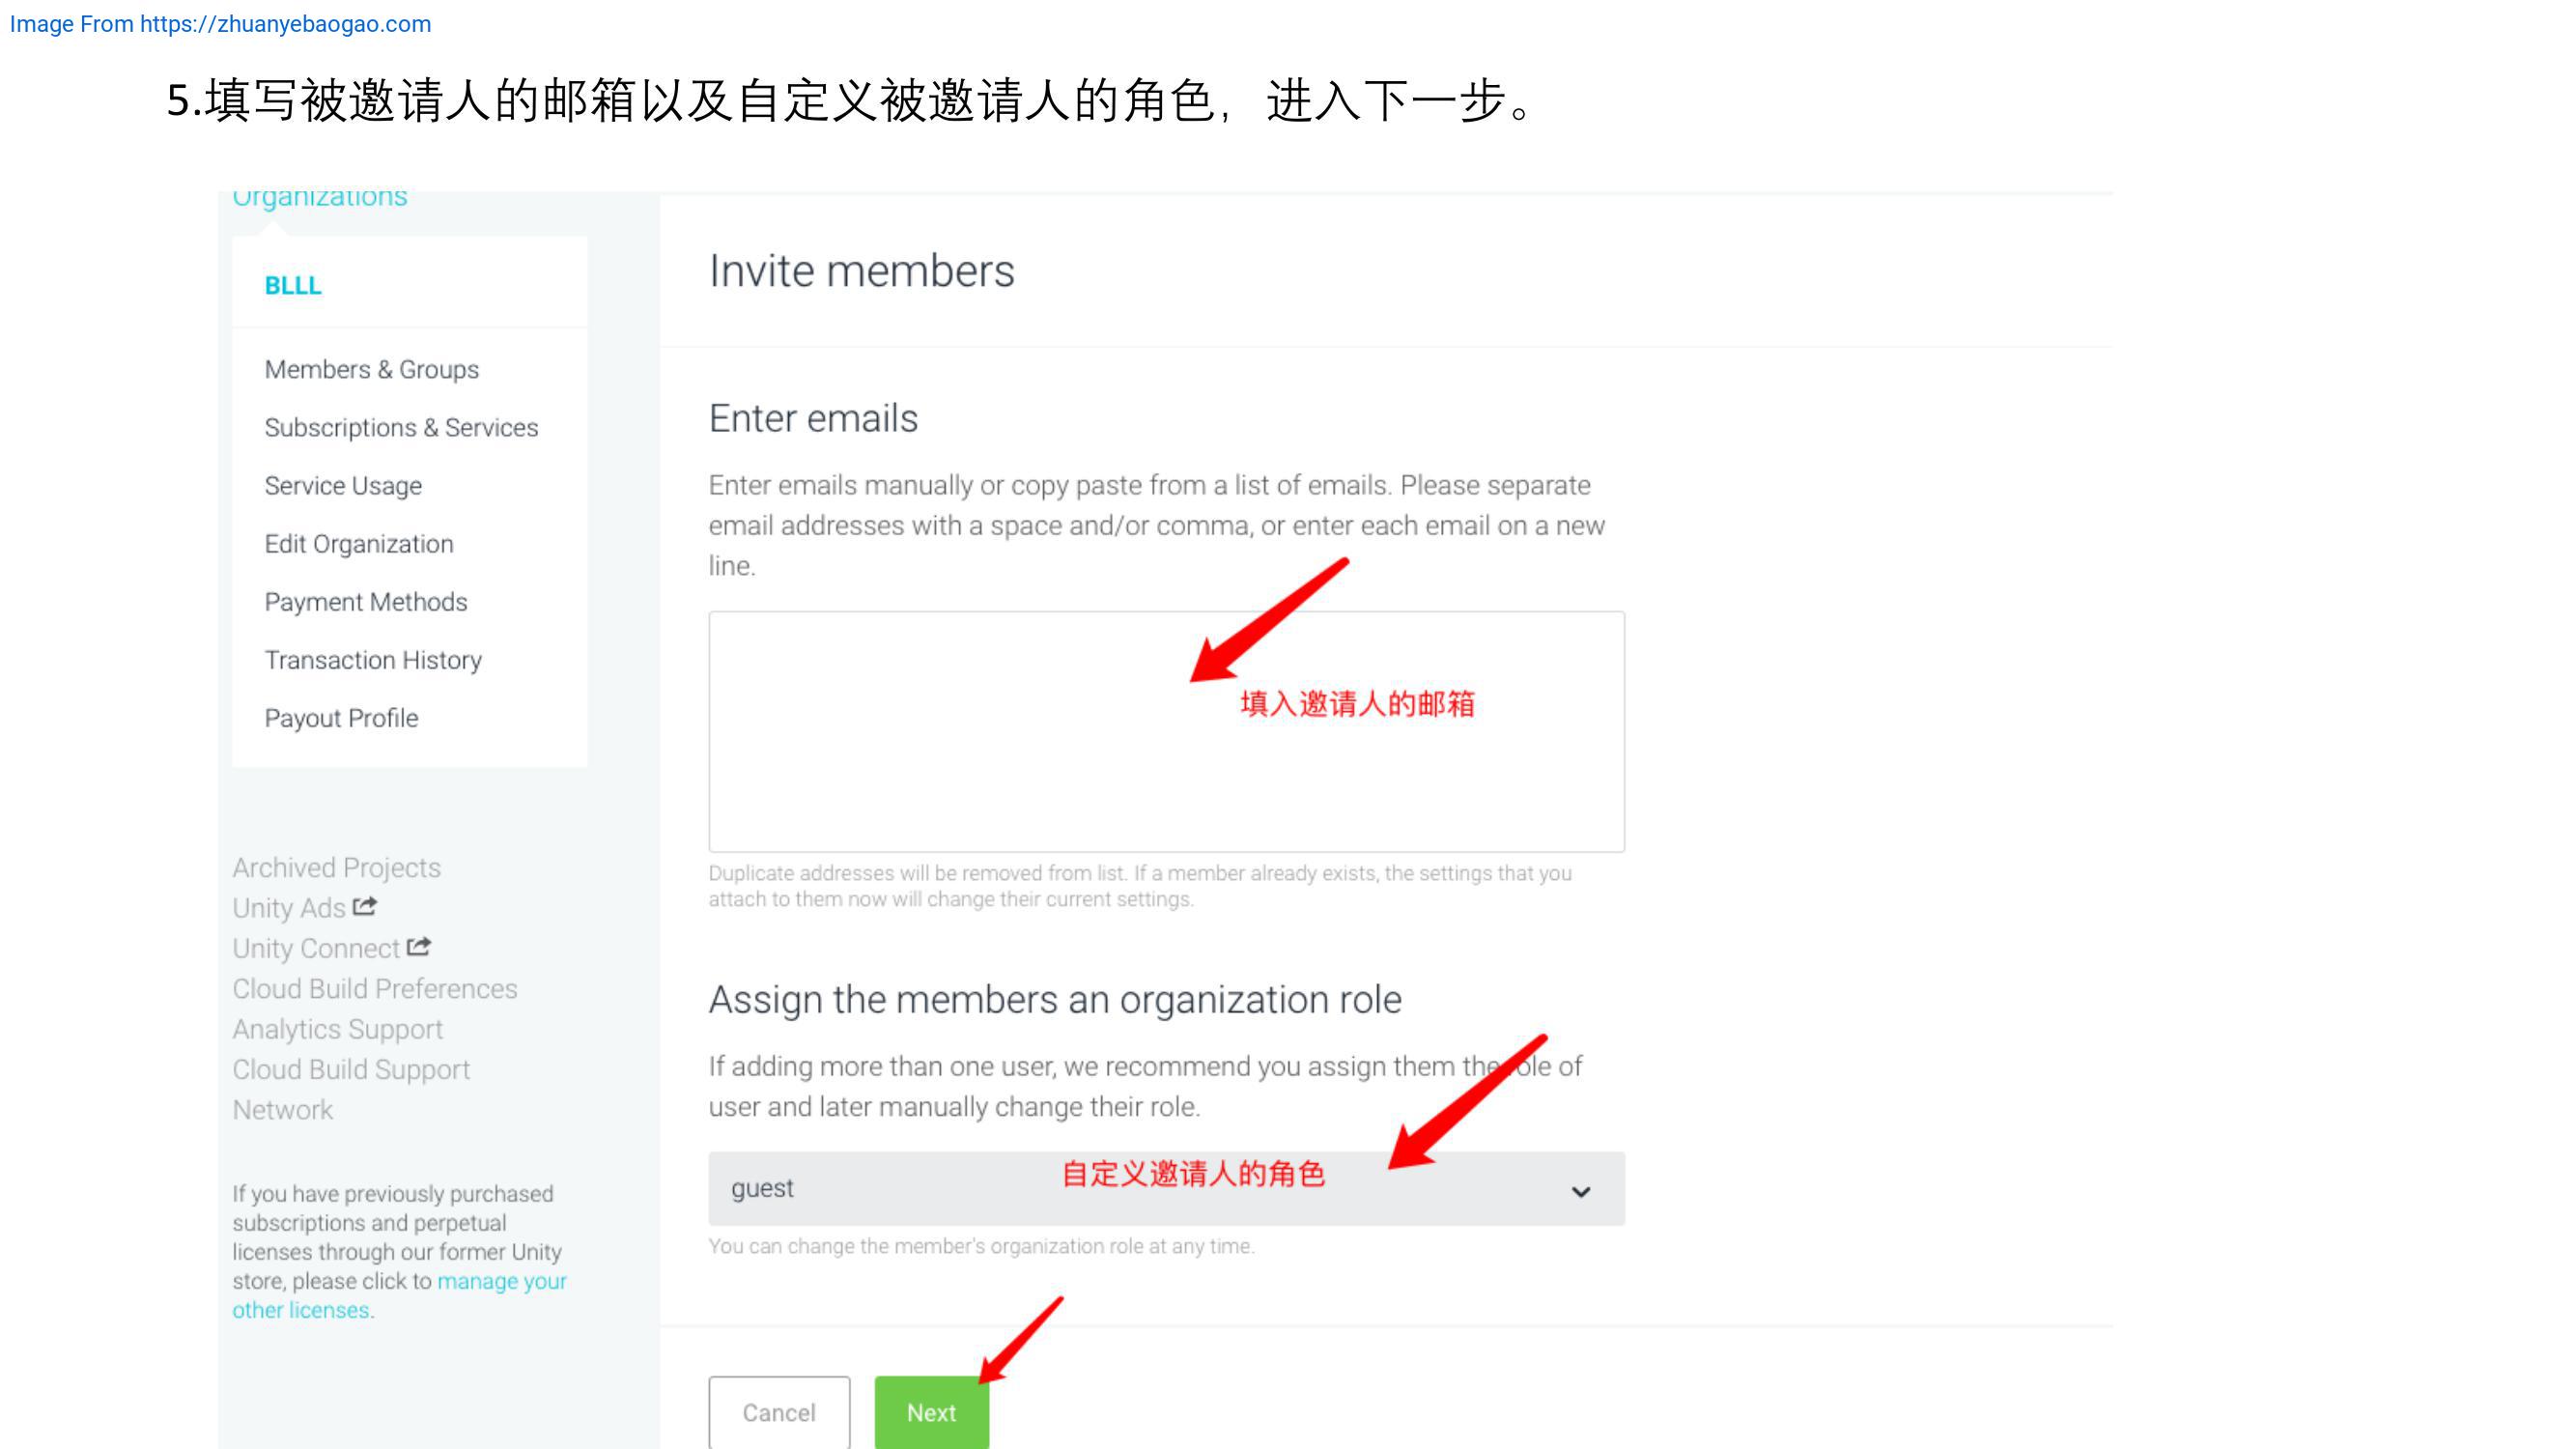 Image From https://zhuanyebaogao.com
5.填写被邀请人的邮箱以及自定义被邀请人的角色，进入下一步。
Organizations
BLLL
Members & Groups
Subscriptions & Services
Service Usage
Edit Organization
Payment Methods
Transaction History
Payout Profile
Archived Projects
Unity Ads
Unity Connect
Cloud Build Preferences
Analytics Support
Cloud Build Support
Network
If you have previously purchased
subscriptions and perpetual
licenses through our former Unity
store, please click to manage your
other licenses.
Invite members
Enter emails
Enter emails manually or copy paste from a list of emails. Please separate
email addresses with a space and/or comma, or enter each email on a new
line.
填入邀请人的邮箱
Duplicate addresses will be removed from list. If a member already exists, the settings that you
attach to them now will change their current settings.
Assign the members an organization role
If adding more than one user, we recommend you assign them the role of
user and later manually change their role.
自定义邀请人的角色
guest
You can change the member's organization role at any time.
Cancel
Next